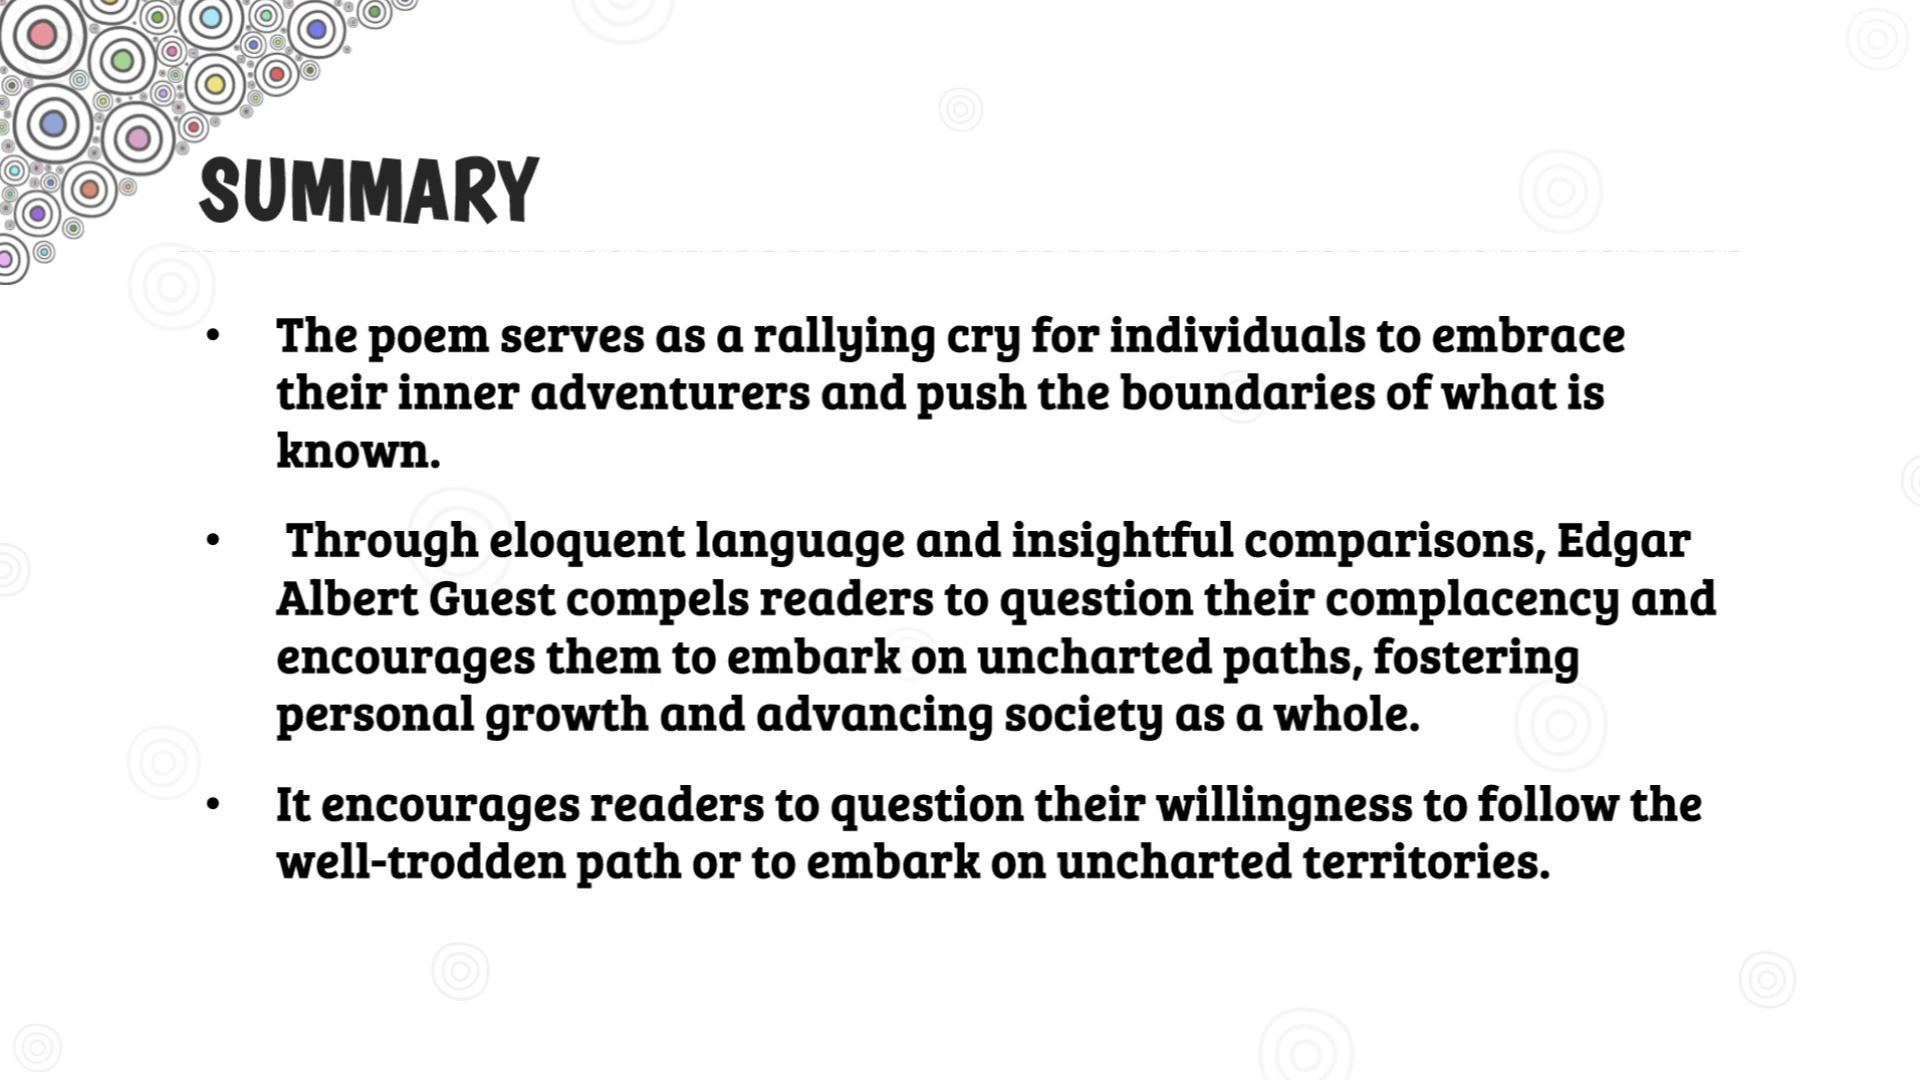 SUMMARY
• The poem serves as a rallying cry for individuals to embrace
their inner adventurers and push the boundaries of what is
known.
• Through eloquent language and insightful comparisons, Edgar
Albert Guest compels readers to question their complacency and
encourages them to embark on uncharted paths, fostering
personal growth and advancing society as a whole.
• It encourages readers to question their willingness to follow the
well-trodden path or to embark on uncharted territories.